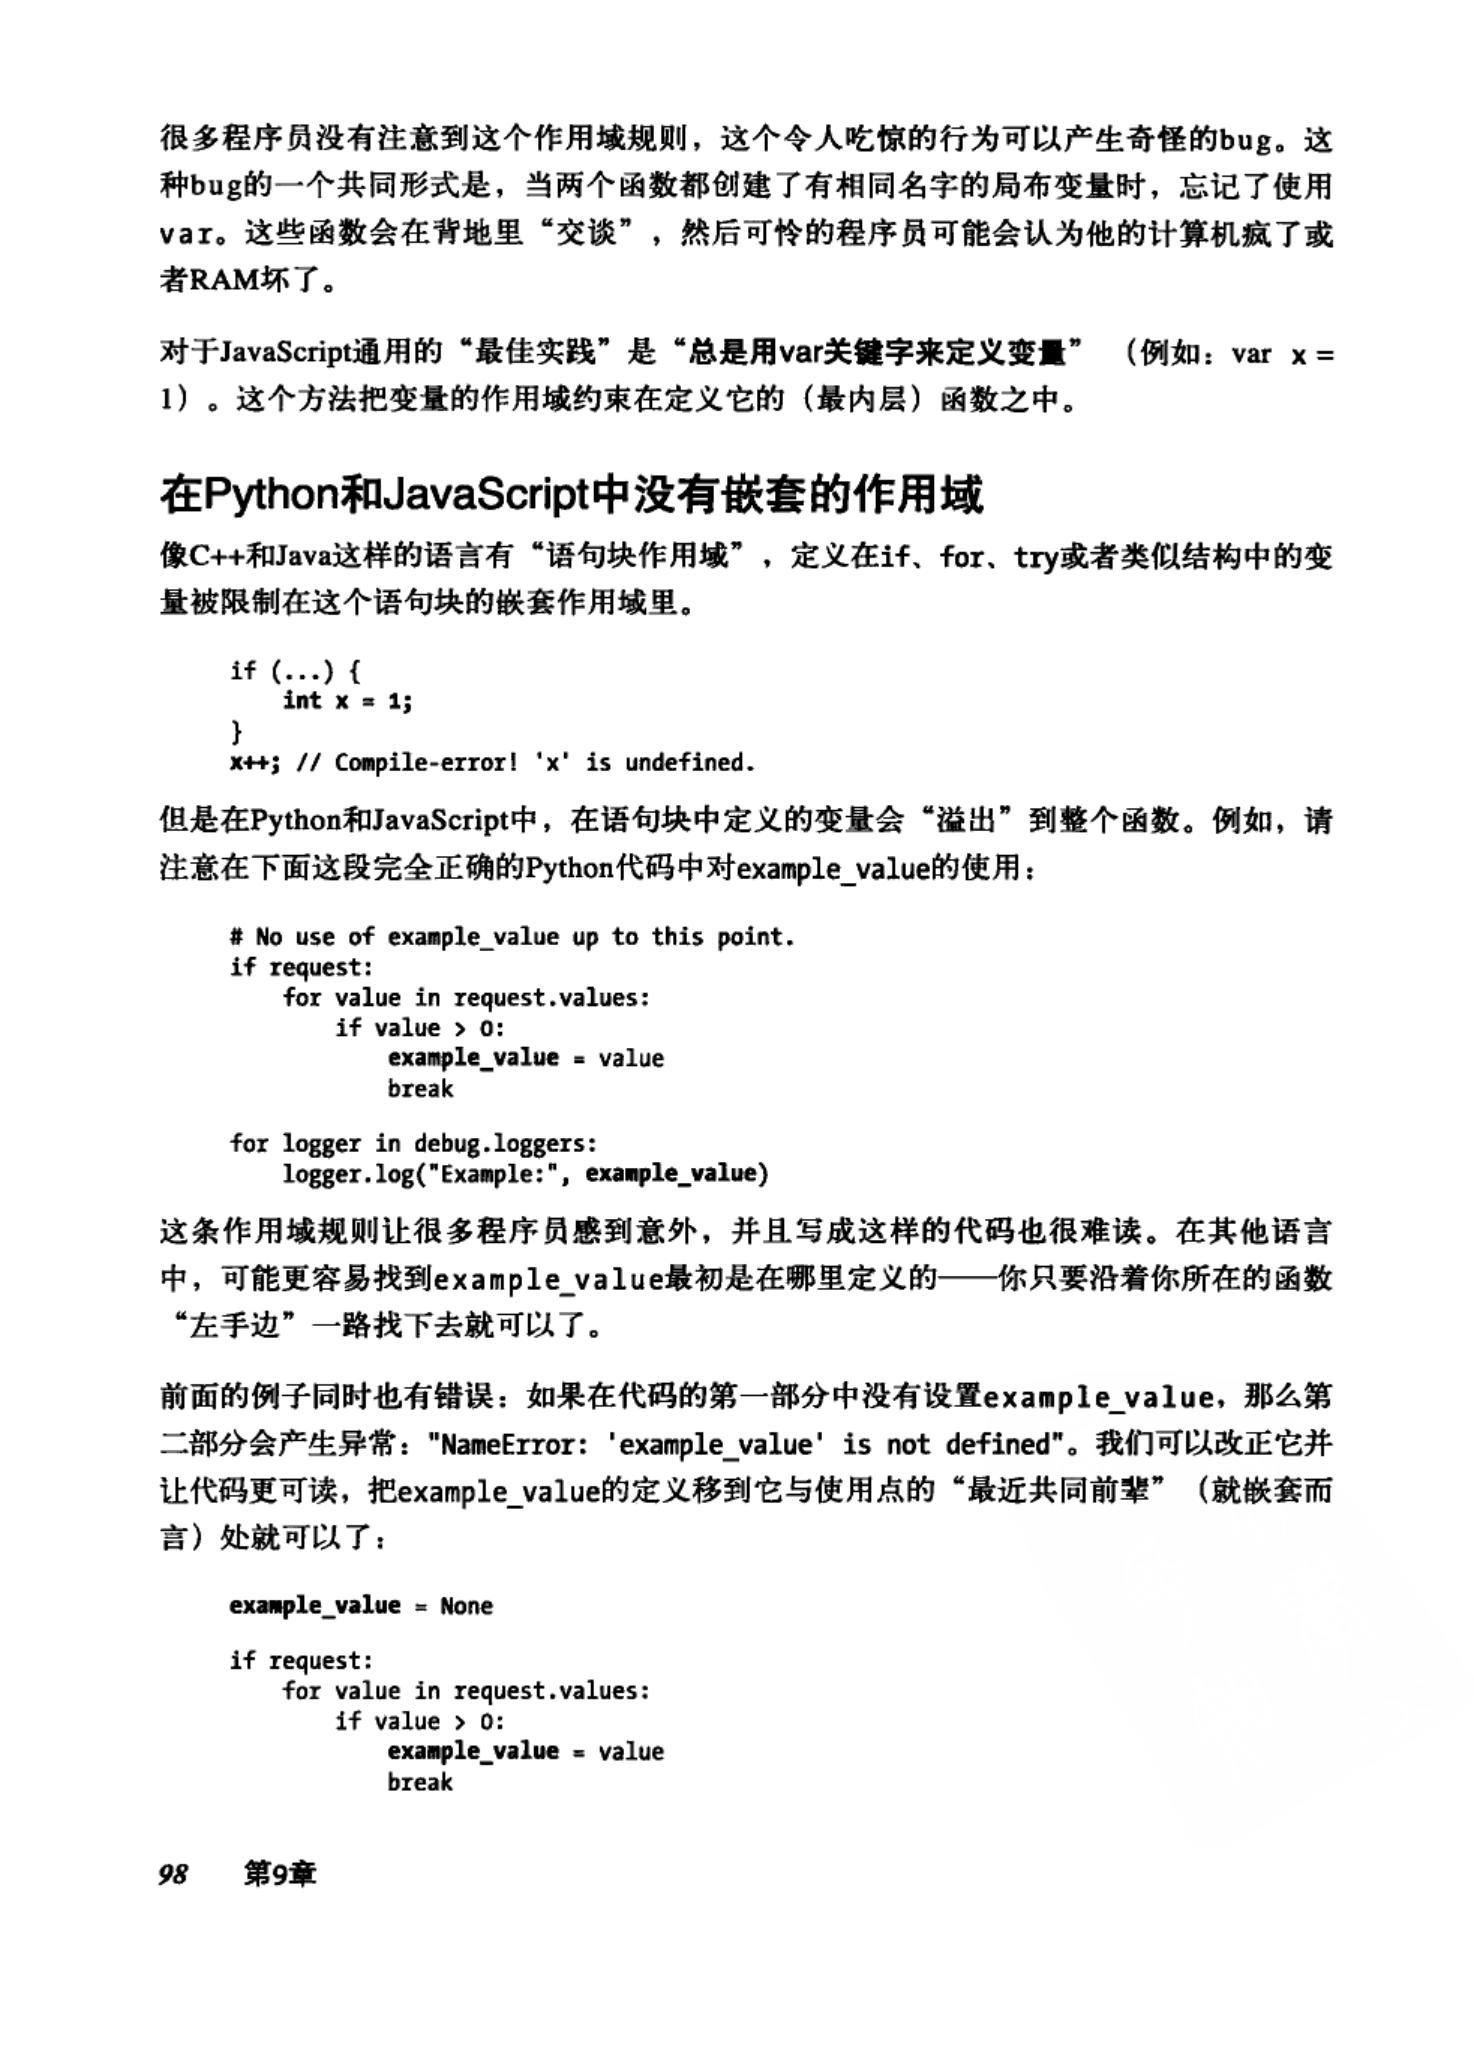 很多程序员没有注意到这个作用域规则，这个令人吃惊的行为可以产生奇怪的bug。这
种bug的一个共同形式是，当两个函数都创建了有相同名字的局布变量时，忘记了使用
var。这些函数会在背地里“交谈”，然后可怜的程序员可能会认为他的计算机疯了或
者RAM坏了。
对于JavaScript通用的“最佳实践”是“总是用var关键字来定义变量”（例如：var x =
1）。这个方法把变量的作用域约束在定义它的（最内层）函数之中。
在Python和JavaScript中没有嵌套的作用域
像C++和Java这样的语言有“语句块作用域”，定义在if、for、try或者类似结构中的变
量被限制在这个语句块的嵌套作用域里。
if (...) {
    int x = 1;
}
x++; // Compile-error! 'x' is undefined.
但是在Python和JavaScript中，在语句块中定义的变量会“溢出”到整个函数。例如，请
注意在下面这段完全正确的Python代码中对example_value的使用：
# No use of example_value up to this point.
if request:
    for value in request.values:
        if value > 0:
            example_value = value
            break
for logger in debug.loggers:
    logger.log("Example:", example_value)
这条作用域规则让很多程序员感到意外，并且写成这样的代码也很难读。在其他语言
中，可能更容易找到example_value最初是在哪里定义的——你只要沿着你所在的函数
“左手边”一路找下去就可以了。
前面的例子同时也有错误：如果在代码的第一部分中没有设置example_value，那么第
二部分会产生异常："NameError: 'example_value' is not defined"。我们可以改正它并
让代码更可读，把example_value的定义移到它与使用点的“最近共同前辈”（就嵌套而
言）处就可以了：
example_value = None
if request:
    for value in request.values:
        if value > 0:
            example_value = value
            break
98 第9章